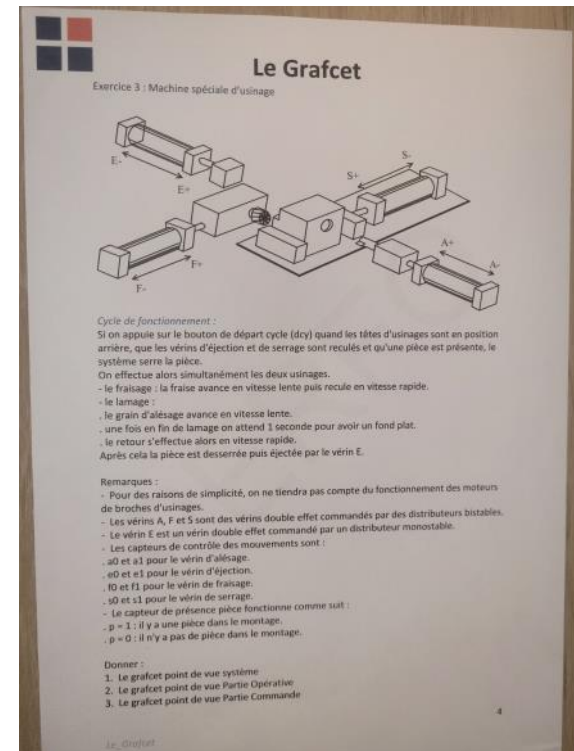 Le Grafcet
Exercice 3 : Machine spéciale d'usinage
E-
E+
S-
S+
F+
F-
A+
A-
Cycle de fonctionnement :
Si on appuie sur le bouton de départ cycle (dcy) quand les têtes d'usinages sont en position
arrière, que les vérins d'éjection et de serrage sont reculés et qu'une pièce est présente, le
système serre la pièce.
On effectue alors simultanément les deux usinages.
- le fraisage : la fraise avance en vitesse lente puis recule en vitesse rapide.
- le lamage :
. le grain d'alésage avance en vitesse lente.
. une fois en fin de lamage on attend 1 seconde pour avoir un fond plat.
. le retour s'effectue alors en vitesse rapide.
Après cela la pièce est desserrée puis éjectée par le vérin E.
Remarques :
- Pour des raisons de simplicité, on ne tiendra pas compte du fonctionnement des moteurs
de broches d'usinages.
- Les vérins A, F et S sont des vérins double effet commandés par des distributeurs bistables.
- Le vérin E est un vérin double effet commandé par un distributeur monostable.
- Les capteurs de contrôle des mouvements sont :
. a0 et a1 pour le vérin d'alésage.
. e0 et e1 pour le vérin d'éjection.
. f0 et f1 pour le vérin de fraisage.
. s0 et s1 pour le vérin de serrage.
- Le capteur de présence pièce fonctionne comme suit :
. p = 1 : il y a une pièce dans le montage.
. p = 0 : il n'y a pas de pièce dans le montage.
Donner :
1. Le grafcet point de vue système
2. Le grafcet point de vue Partie Opérative
3. Le grafcet point de vue Partie Commande
4
Le_Grafcet